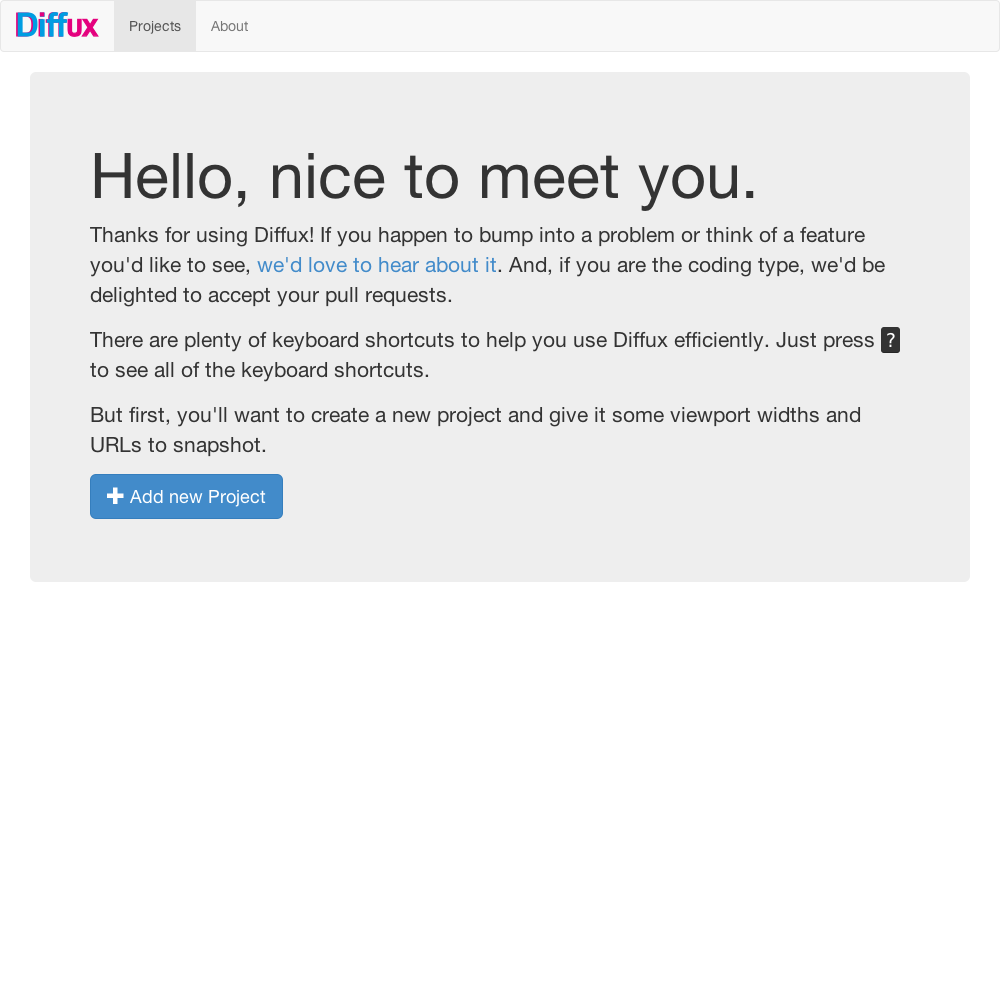 Diffux Projects About
Hello, nice to meet you.
Thanks for using Diffux! If you happen to bump into a problem or think of a feature
you'd like to see, we'd love to hear about it. And, if you are the coding type, we'd be
delighted to accept your pull requests.
There are plenty of keyboard shortcuts to help you use Diffux efficiently. Just press ?
to see all of the keyboard shortcuts.
But first, you'll want to create a new project and give it some viewport widths and
URLs to snapshot.
Add new Project